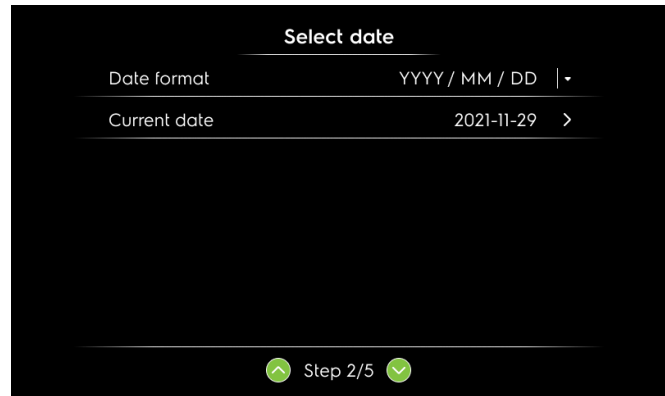 Select date
Date format YYYY / MM / DD
Current date 2021-11-29
Step 2/5